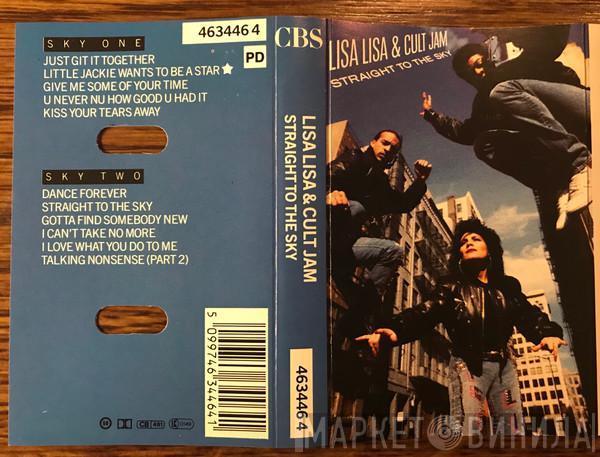 SKY ONE
JUST GIT IT TOGETHER
LITTLE JACKIE WANTS TO BE A STAR
GIVE ME SOME OF YOUR TIME
U NEVER NU HOW GOOD U HAD IT
KISS YOUR TEARS AWAY
463446 4
PD
SKY TWO
DANCE FOREVER
STRAIGHT TO THE SKY
GOTTA FIND SOMEBODY NEW
I CAN'T TAKE NO MORE
I LOVE WHAT YOU DO TO ME
TALKING NONSENSE (PART 2)
5 099746 344641
CBS
LISA LISA & CULT JAM
STRAIGHT TO THE SKY
463446 4
LISA LISA & CULT JAM
STRAIGHT TO THE SKY
МАРКЕТ ВИНИЛА